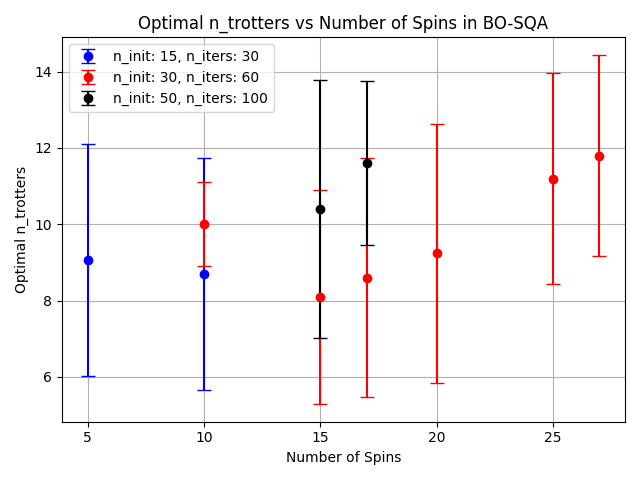 Optimal n_trotters vs Number of Spins in BO-SQA
n_init: 15, n_iters: 30
n_init: 30, n_iters: 60
n_init: 50, n_iters: 100
Optimal n_trotters
14
12
10
8
6
5 10 15 20 25
Number of Spins